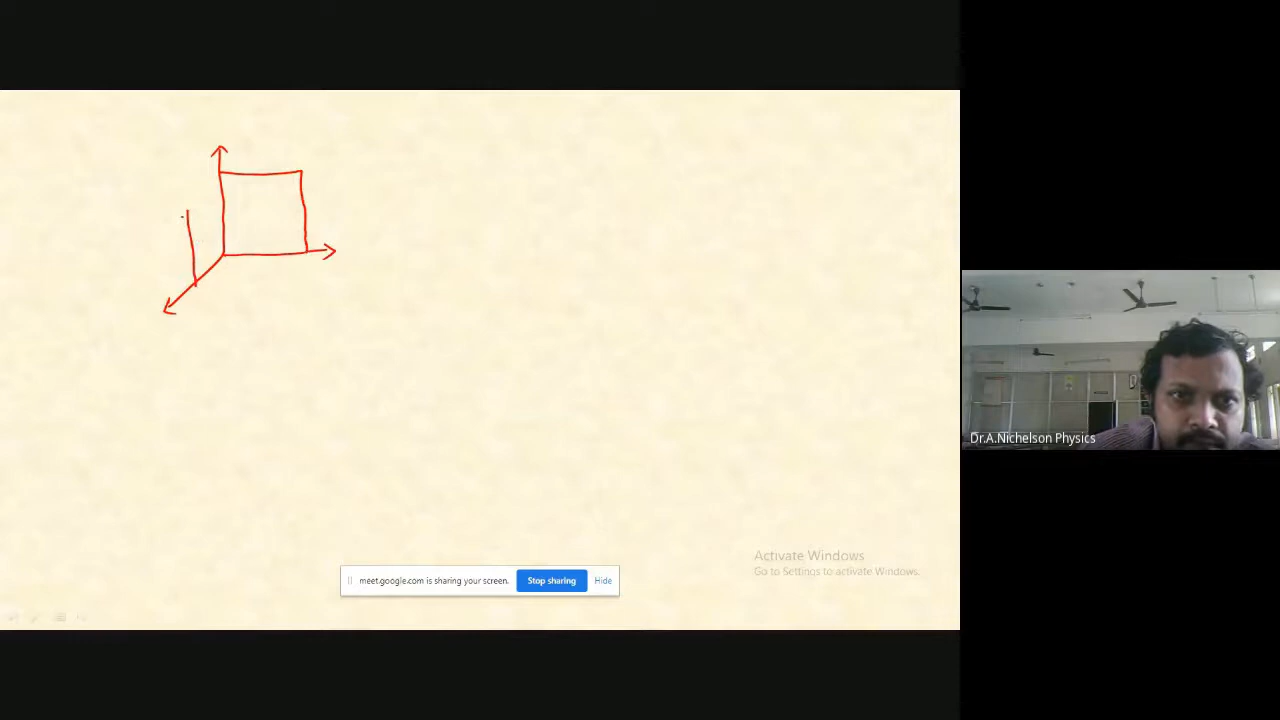 Dr.A.Nichelson Physics
Activate Windows
Go to Settings to activate Windows.
meet.google.com is sharing your screen. Stop sharing Hide